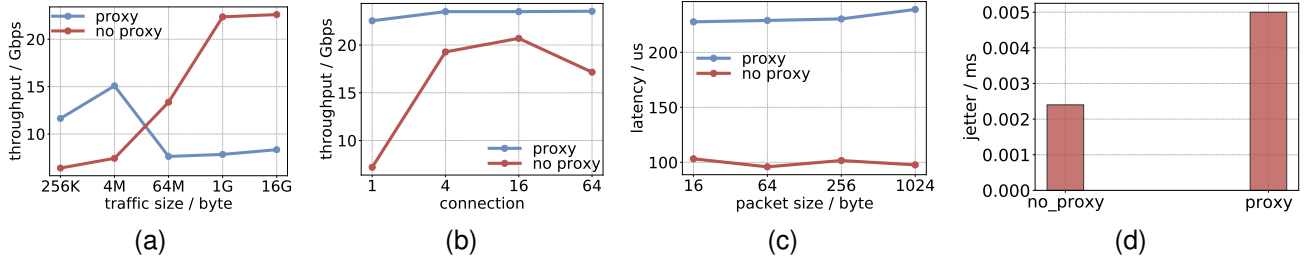 proxy
no proxy
throughput / Gbps
20
15
10
256K 4M 64M 1G 16G
traffic size / byte
(a)
proxy
no proxy
throughput / Gbps
20
15
10
1 4 16 64
connection
(b)
proxy
no proxy
latency / us
200
150
100
16 64 256 1024
packet size / byte
(c)
jetter / ms
0.005
0.004
0.003
0.002
0.001
0.000
no_proxy proxy
(d)